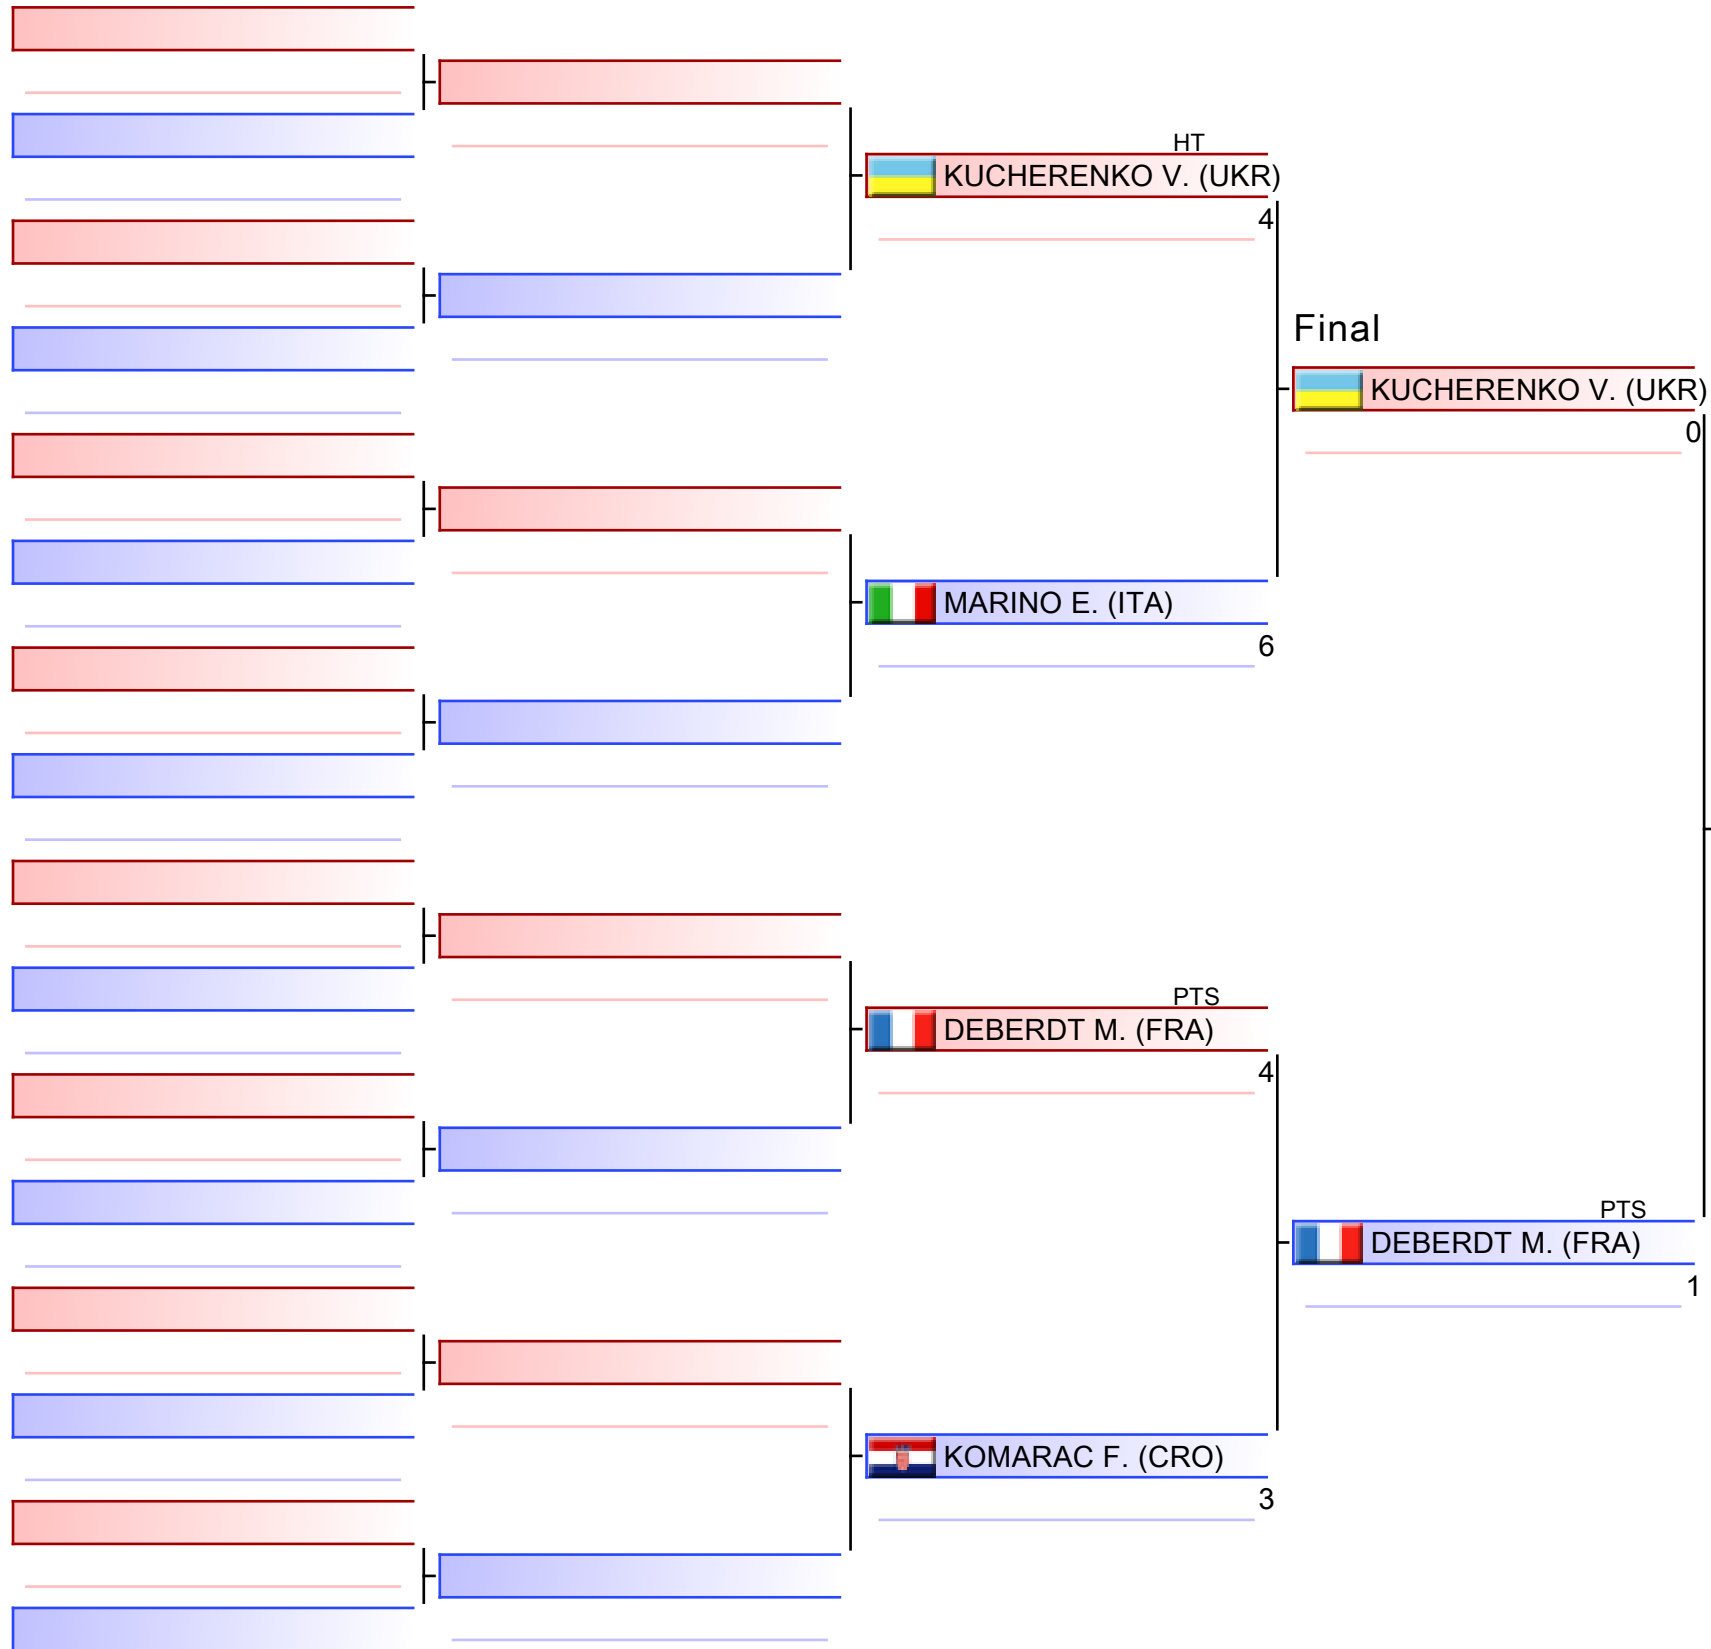 HT
KUCHERENKO V. (UKR)
4
Final
KUCHERENKO V. (UKR)
0
MARINO E. (ITA)
6
PTS
DEBERDT M. (FRA)
4
PTS
DEBERDT M. (FRA)
1
KOMARAC F. (CRO)
3